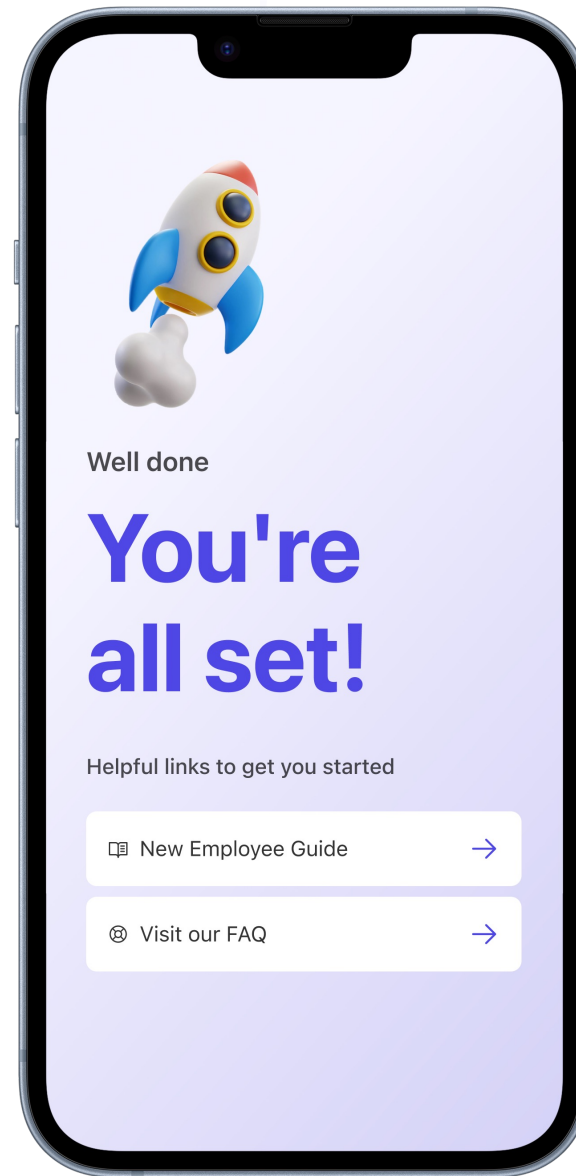 Well done
You're
all set!
Helpful links to get you started
New Employee Guide
Visit our FAQ